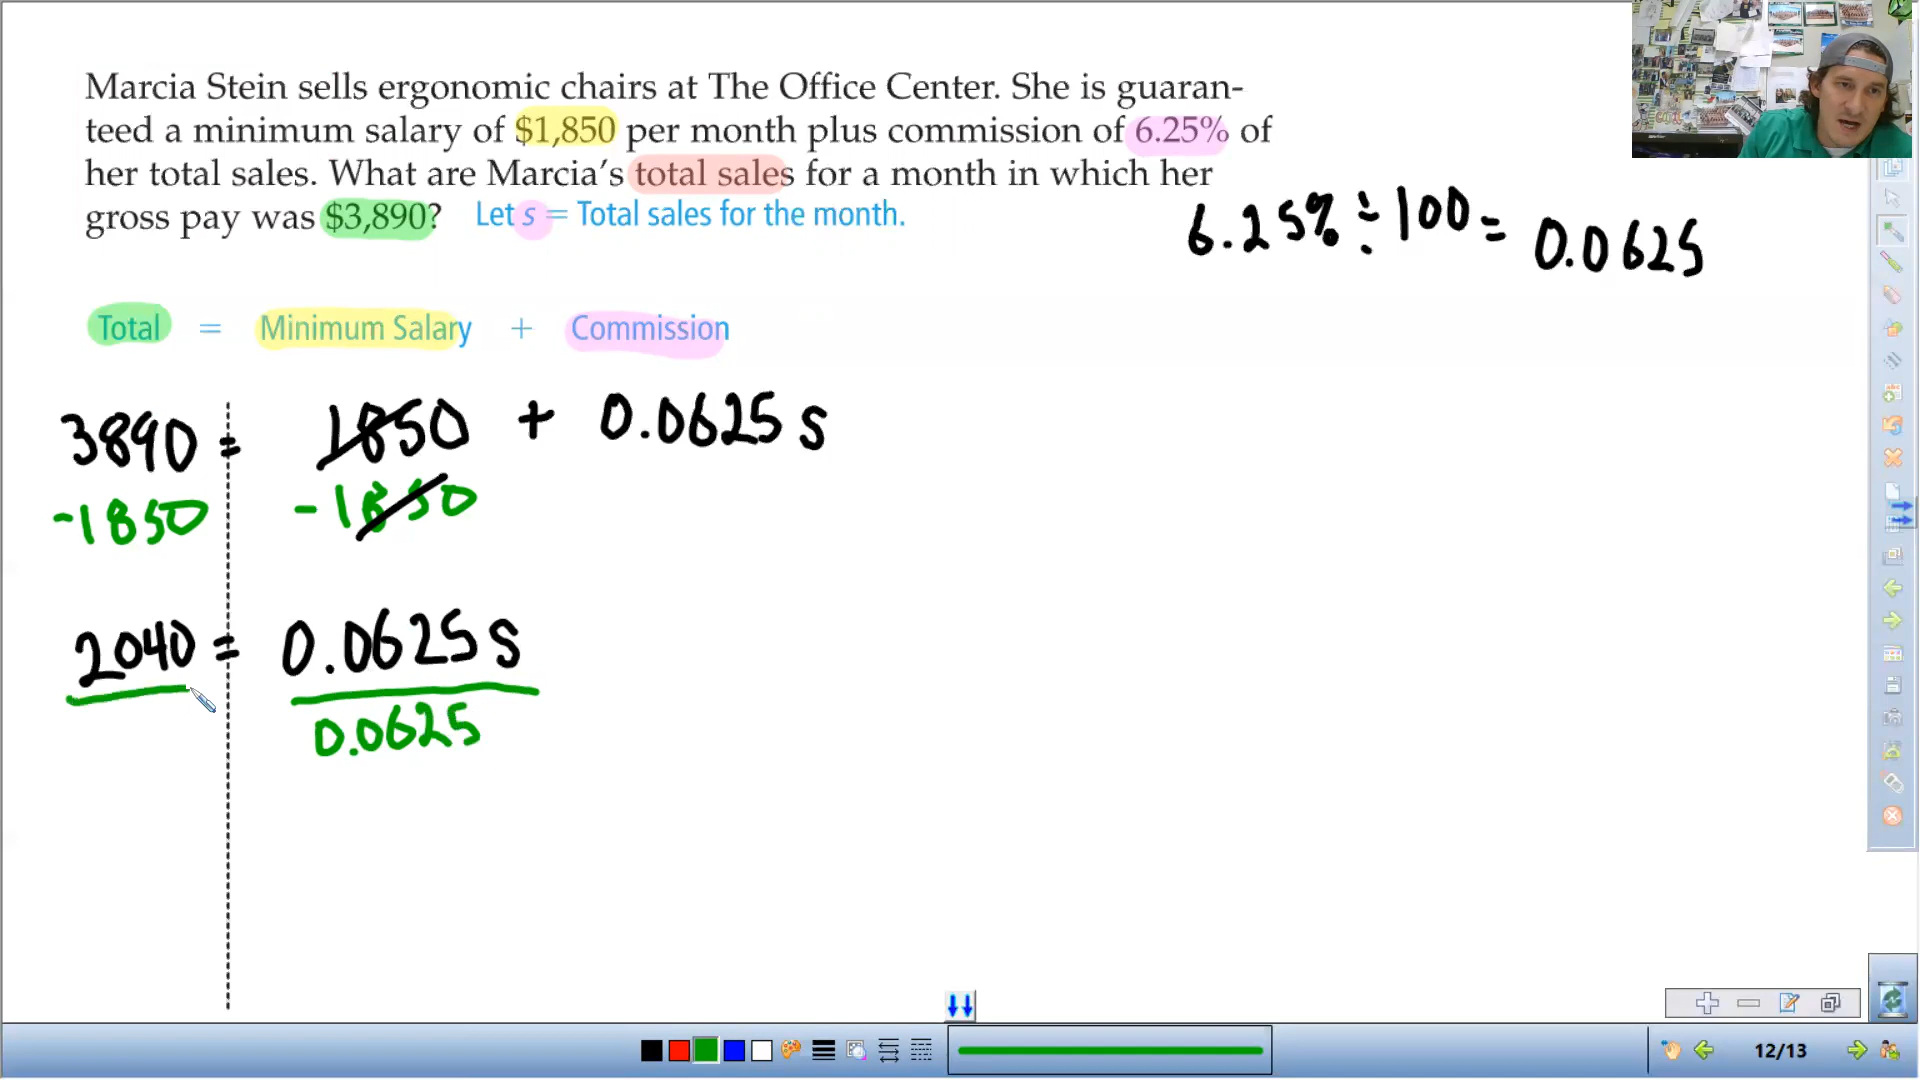 Marcia Stein sells ergonomic chairs at The Office Center. She is guaran-
teed a minimum salary of $1,850 per month plus commission of 6.25% of
her total sales. What are Marcia's total sales for a month in which her
gross pay was $3,890? Let s = Total sales for the month.
6.25% ÷ 100 = 0.0625
Total = Minimum Salary + Commission
3890 = 1850 + 0.0625 s
-1850 -1850
2040 = 0.0625 s
0.0625
12/13